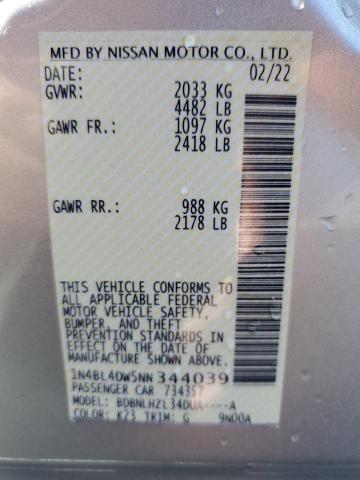 MFD BY NISSAN MOTOR CO., LTD.
DATE: 02/22
GVWR: 2033 KG
4482 LB
GAWR FR.: 1097 KG
2418 LB
GAWR RR.: 988 KG
2178 LB
THIS VEHICLE CONFORMS TO
ALL APPLICABLE FEDERAL
MOTOR VEHICLE SAFETY,
BUMPER, AND THEFT
PREVENTION STANDARDS IN
EFFECT ON THE DATE OF
MANUFACTURE SHOWN ABOVE.
1N4BL4DW5NN 344039
PASSENGER CAR 734357
MODEL: BDBNLHZL34DUA----A
COLOR: K23 TRIM: G 9N00A